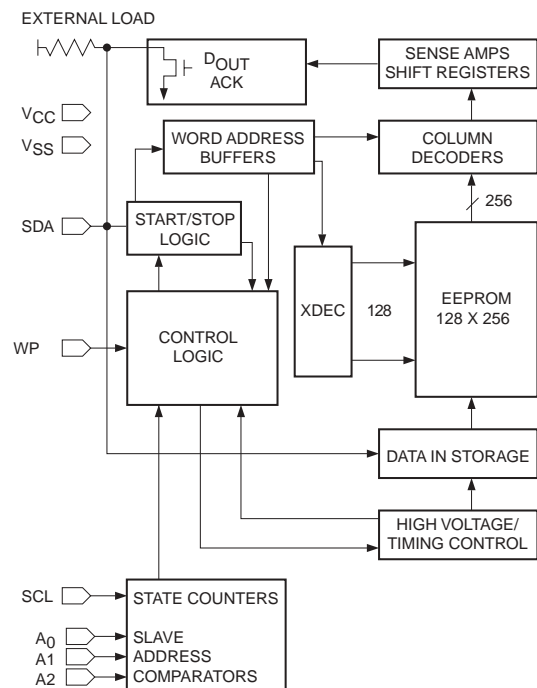 EXTERNAL LOAD
DOUT
ACK
SENSE AMPS
SHIFT REGISTERS
VCC
VSS
WORD ADDRESS
BUFFERS
COLUMN
DECODERS
256
SDA
START/STOP
LOGIC
XDEC
128
EEPROM
128 X 256
WP
CONTROL
LOGIC
DATA IN STORAGE
HIGH VOLTAGE/
TIMING CONTROL
SCL
STATE COUNTERS
A0
SLAVE
A1
ADDRESS
A2
COMPARATORS